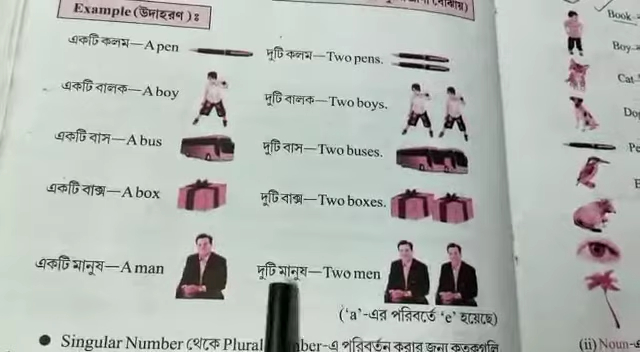 Example (উদাহরণ) ঃ
একটি কলম—A pen
দুটি কলম—Two pens.
একটি বালক—A boy
দুটি বালক—Two boys.
একটি বাস—A bus
দুটি বাস—Two buses.
একটি বাক্স—A box
দুটি বাক্স—Two boxes.
একটি মানুষ—A man
দুটি মানুষ—Two men
('a'-এর পরিবর্তে 'e' হয়েছে)
● Singular Number থেকে Plural -এ পরিবর্তন করার জন্য কতকগুলি
Book
Boy
Cat
(ii) Noun